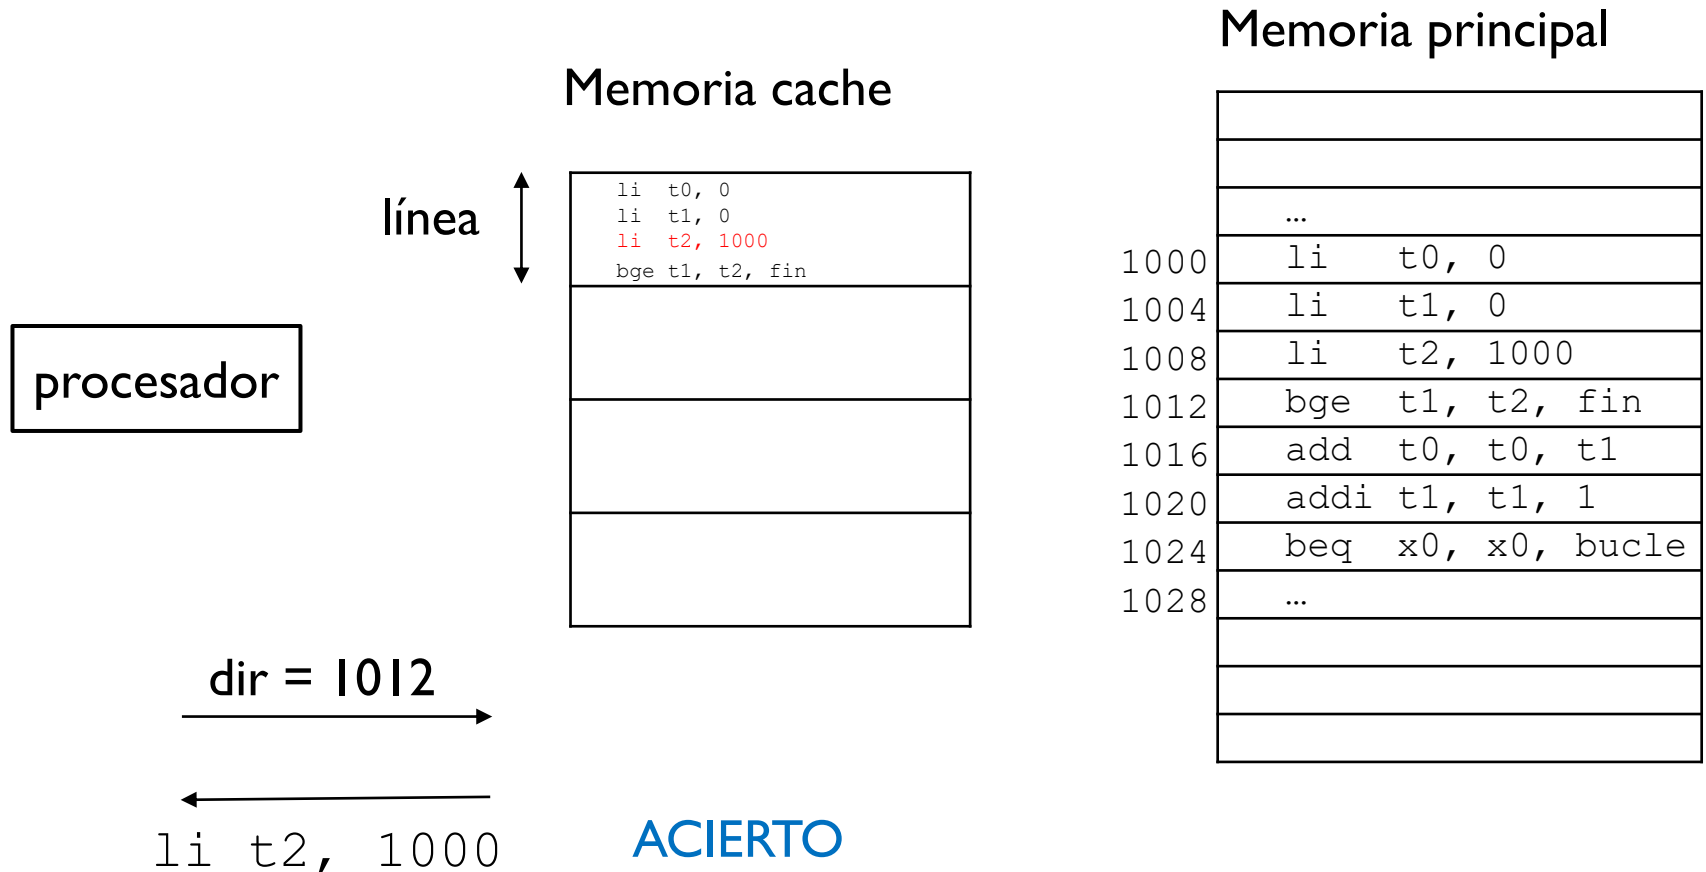 Memoria principal
Memoria cache
línea
li t0, 0
li t1, 0
li t2, 1000
bge t1, t2, fin
procesador
…
1000 li t0, 0
1004 li t1, 0
1008 li t2, 1000
1012 bge t1, t2, fin
1016 add t0, t0, t1
1020 addi t1, t1, 1
1024 beq x0, x0, bucle
1028 …
dir = 1012
li t2, 1000
ACIERTO